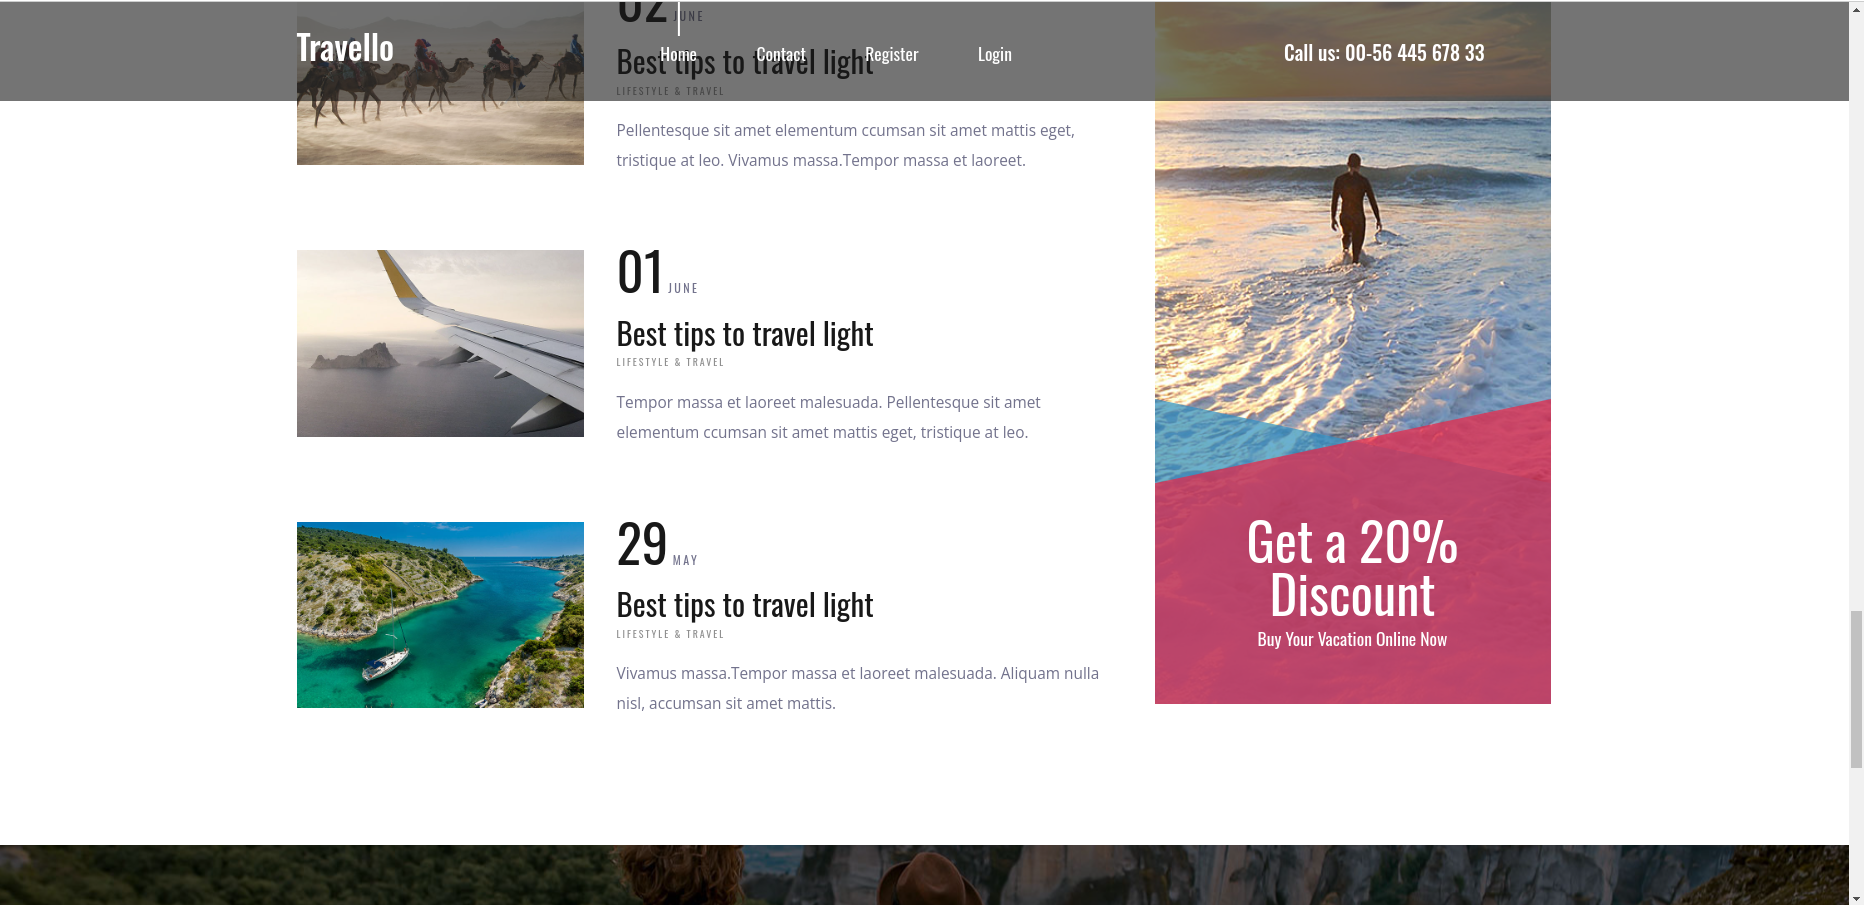 Travello
Home
Contact
Register
Login
Call us: 00-56 445 678 33
02 JUNE
Best tips to travel light
LIFESTYLE & TRAVEL
Pellentesque sit amet elementum ccumsan sit amet mattis eget,
tristique at leo. Vivamus massa.Tempor massa et laoreet.
01 JUNE
Best tips to travel light
LIFESTYLE & TRAVEL
Tempor massa et laoreet malesuada. Pellentesque sit amet
elementum ccumsan sit amet mattis eget, tristique at leo.
29 MAY
Best tips to travel light
LIFESTYLE & TRAVEL
Vivamus massa.Tempor massa et laoreet malesuada. Aliquam nulla
nisl, accumsan sit amet mattis.
Get a 20%
Discount
Buy Your Vacation Online Now